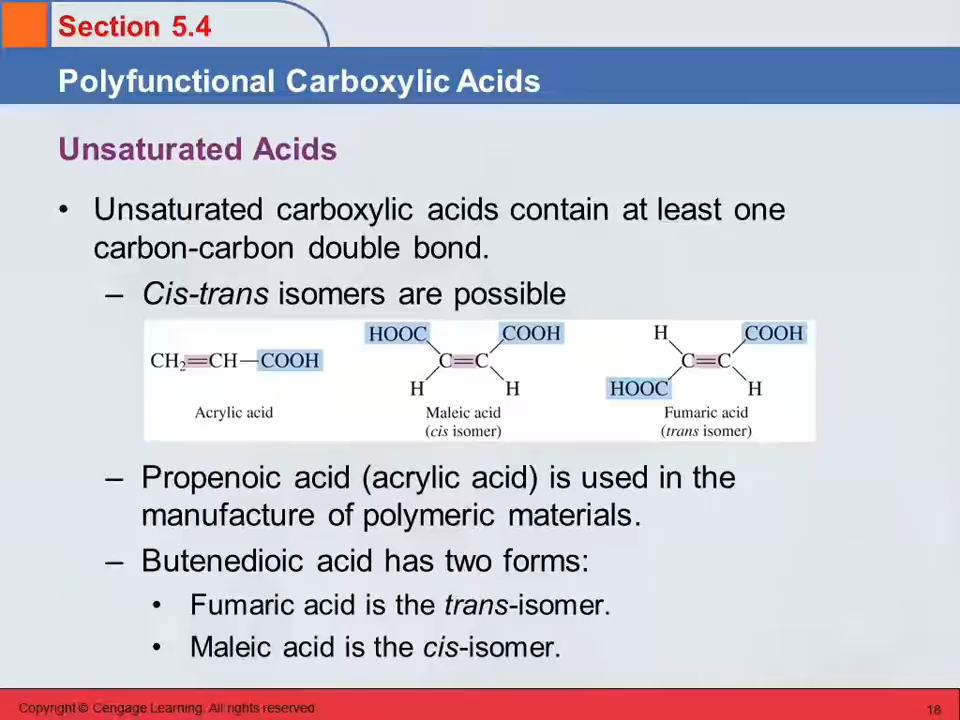 Section 5.4
Polyfunctional Carboxylic Acids
Unsaturated Acids
• Unsaturated carboxylic acids contain at least one
carbon-carbon double bond.
– Cis-trans isomers are possible
HOOC COOH H COOH
CH₂=CH—COOH C=C C=C
H H HOOC H
Acrylic acid Maleic acid Fumaric acid
(cis isomer) (trans isomer)
– Propenoic acid (acrylic acid) is used in the
manufacture of polymeric materials.
– Butenedioic acid has two forms:
• Fumaric acid is the trans-isomer.
• Maleic acid is the cis-isomer.
Copyright © Cengage Learning. All rights reserved 18